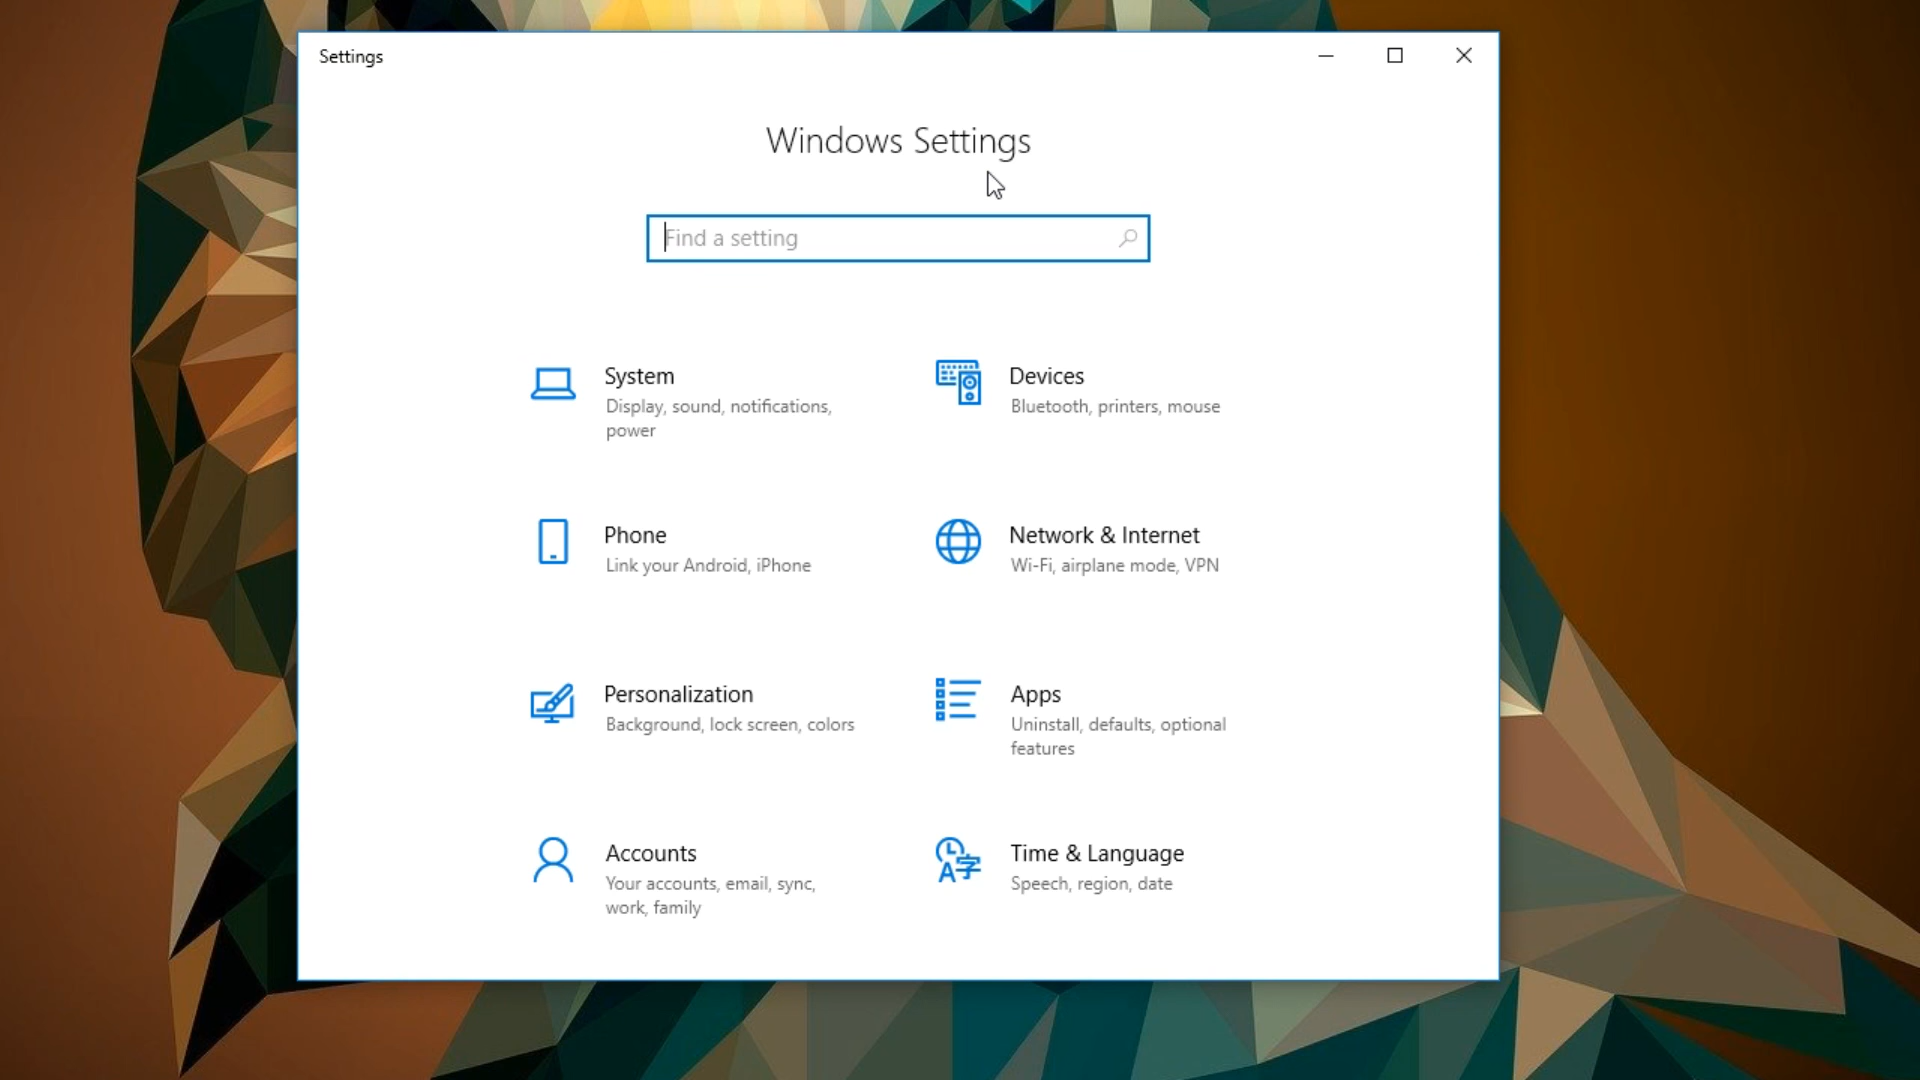 Settings
Windows Settings
Find a setting
System
Display, sound, notifications,
power
Devices
Bluetooth, printers, mouse
Phone
Link your Android, iPhone
Network & Internet
Wi-Fi, airplane mode, VPN
Personalization
Background, lock screen, colors
Apps
Uninstall, defaults, optional
features
Accounts
Your accounts, email, sync,
work, family
Time & Language
Speech, region, date